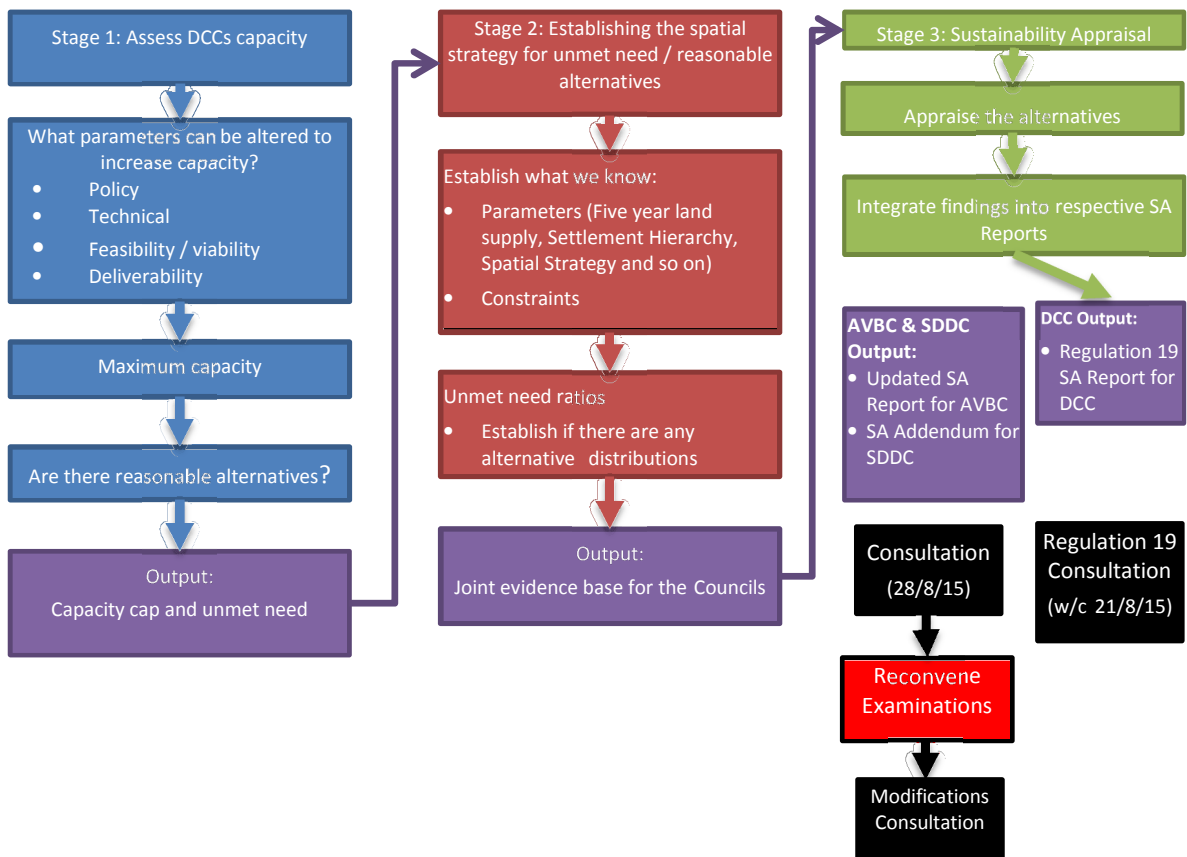 Stage 1: Assess DCCs capacity
What parameters can be altered to
increase capacity?
• Policy
• Technical
• Feasibility / viability
• Deliverability
Maximum capacity
Are there reasonable alternatives?
Output:
Capacity cap and unmet need
Stage 2: Establishing the spatial
strategy for unmet need / reasonable
alternatives
Establish what we know:
• Parameters (Five year land
supply, Settlement Hierarchy,
Spatial Strategy and so on)
• Constraints
Unmet need ratios
• Establish if there are any
alternative distributions
Output:
Joint evidence base for the Councils
Stage 3: Sustainability Appraisal
Appraise the alternatives
Integrate findings into respective SA
Reports
AVBC & SDDC
Output:
• Updated SA
Report for AVBC
• SA Addendum for
SDDC
DCC Output:
• Regulation 19
SA Report for
DCC
Consultation
(28/8/15)
Regulation 19
Consultation
(w/c 21/8/15)
Reconvene
Examinations
Modifications
Consultation